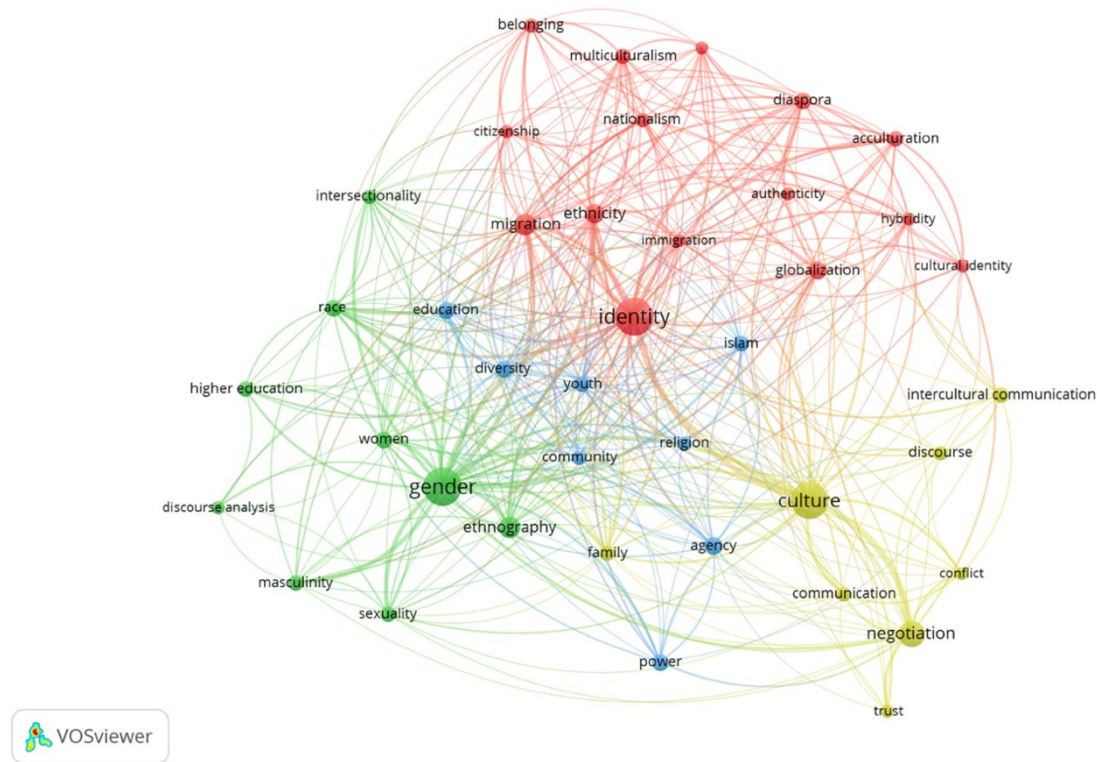 belonging
multiculturalism
diaspora
nationalism
citizenship
acculturation
intersectionality
authenticity
ethnicity
migration
hybridity
immigration
cultural identity
globalization
race
education
identity
islam
diversity
youth
higher education
intercultural communication
women
religion
community
discourse
gender
culture
discourse analysis
ethnography
family
agency
conflict
masculinity
communication
sexuality
negotiation
power
trust
VOSviewer